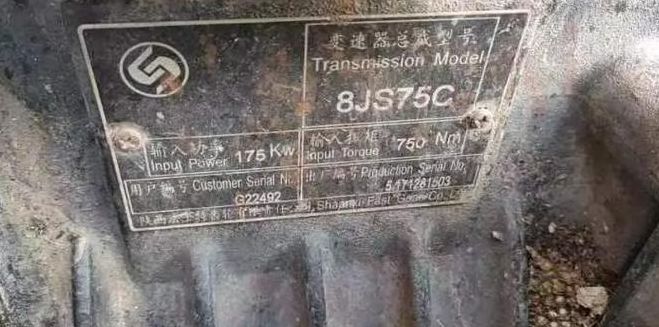 变速器总成型号
Transmission Model
8JS75C
输入功率
Input Power 175 Kw
输入扭矩
Input Torque 750 Nm
用户编号 Customer Serial Nr.
G22492
出厂编号 Production Serial No.
Shaanxi Fast Gear Co.